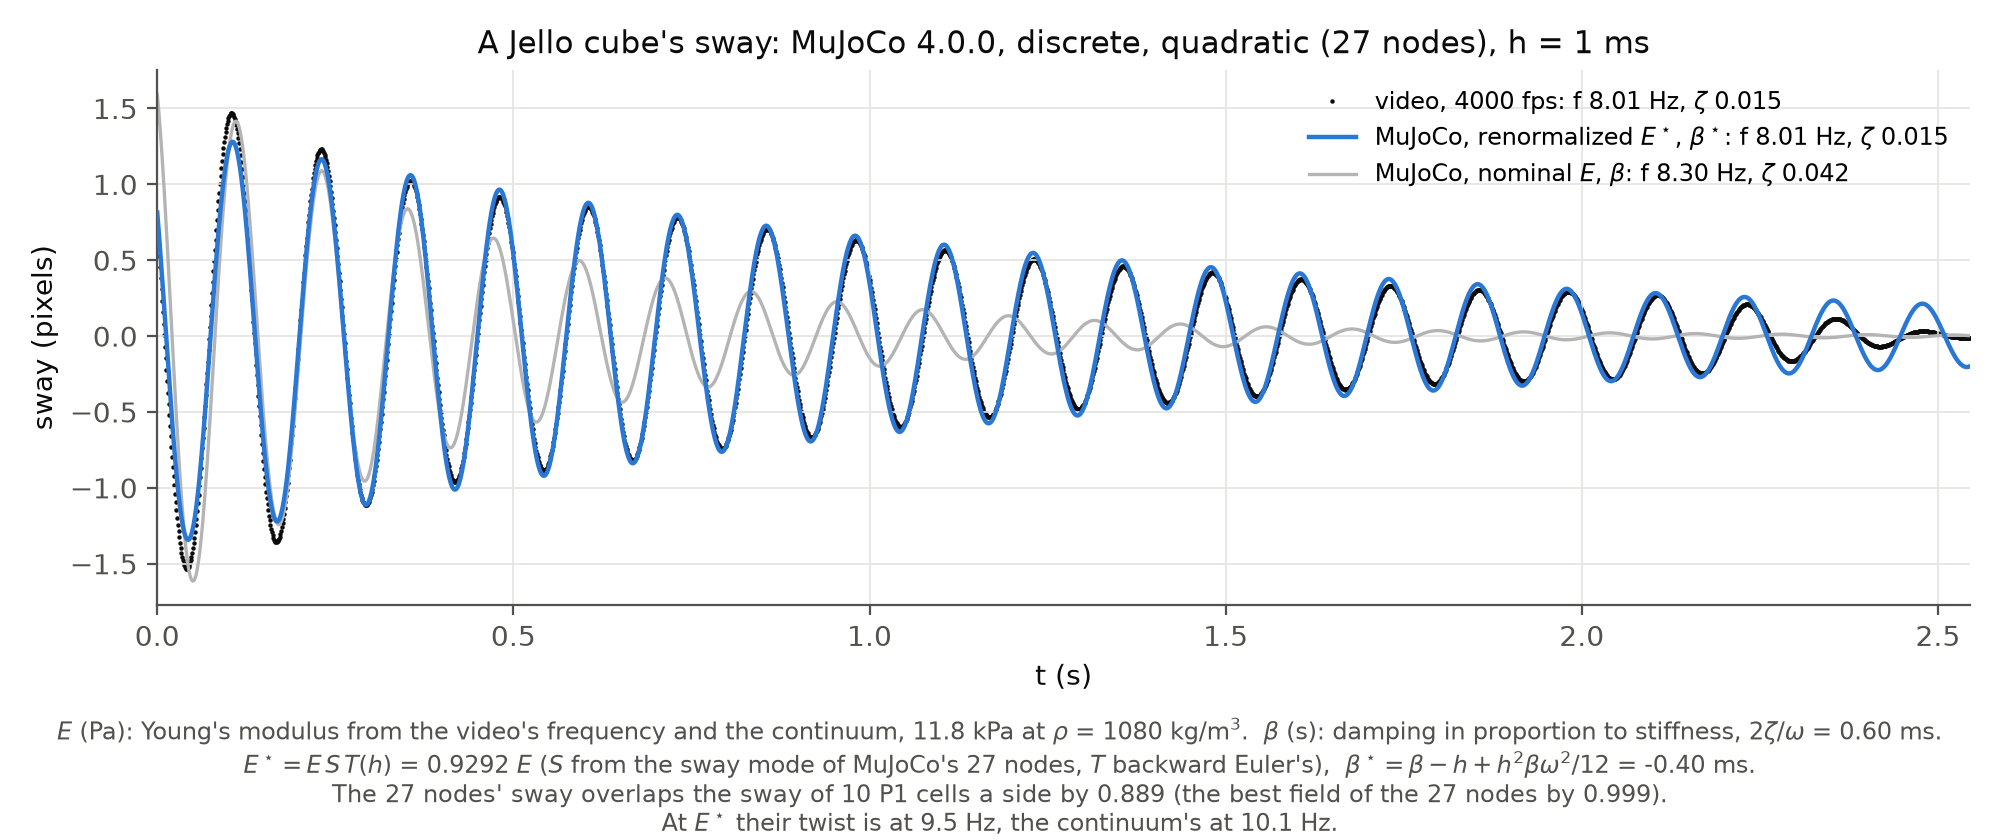 A Jello cube's sway: MuJoCo 4.0.0, discrete, quadratic (27 nodes), h = 1 ms
video, 4000 fps: f 8.01 Hz, ζ 0.015
MuJoCo, renormalized E⋆, β⋆: f 8.01 Hz, ζ 0.015
MuJoCo, nominal E, β: f 8.30 Hz, ζ 0.042
sway (pixels)
1.5
1.0
0.5
0.0
−0.5
−1.0
−1.5
0.0 0.5 1.0 1.5 2.0 2.5
t (s)
E (Pa): Young's modulus from the video's frequency and the continuum, 11.8 kPa at ρ = 1080 kg/m³. β (s): damping in proportion to stiffness, 2ζ/ω = 0.60 ms.
E⋆ = E S T(h) = 0.9292 E (S from the sway mode of MuJoCo's 27 nodes, T backward Euler's), β⋆ = β − h + h²βω²/12 = -0.40 ms.
The 27 nodes' sway overlaps the sway of 10 P1 cells a side by 0.889 (the best field of the 27 nodes by 0.999).
At E⋆ their twist is at 9.5 Hz, the continuum's at 10.1 Hz.